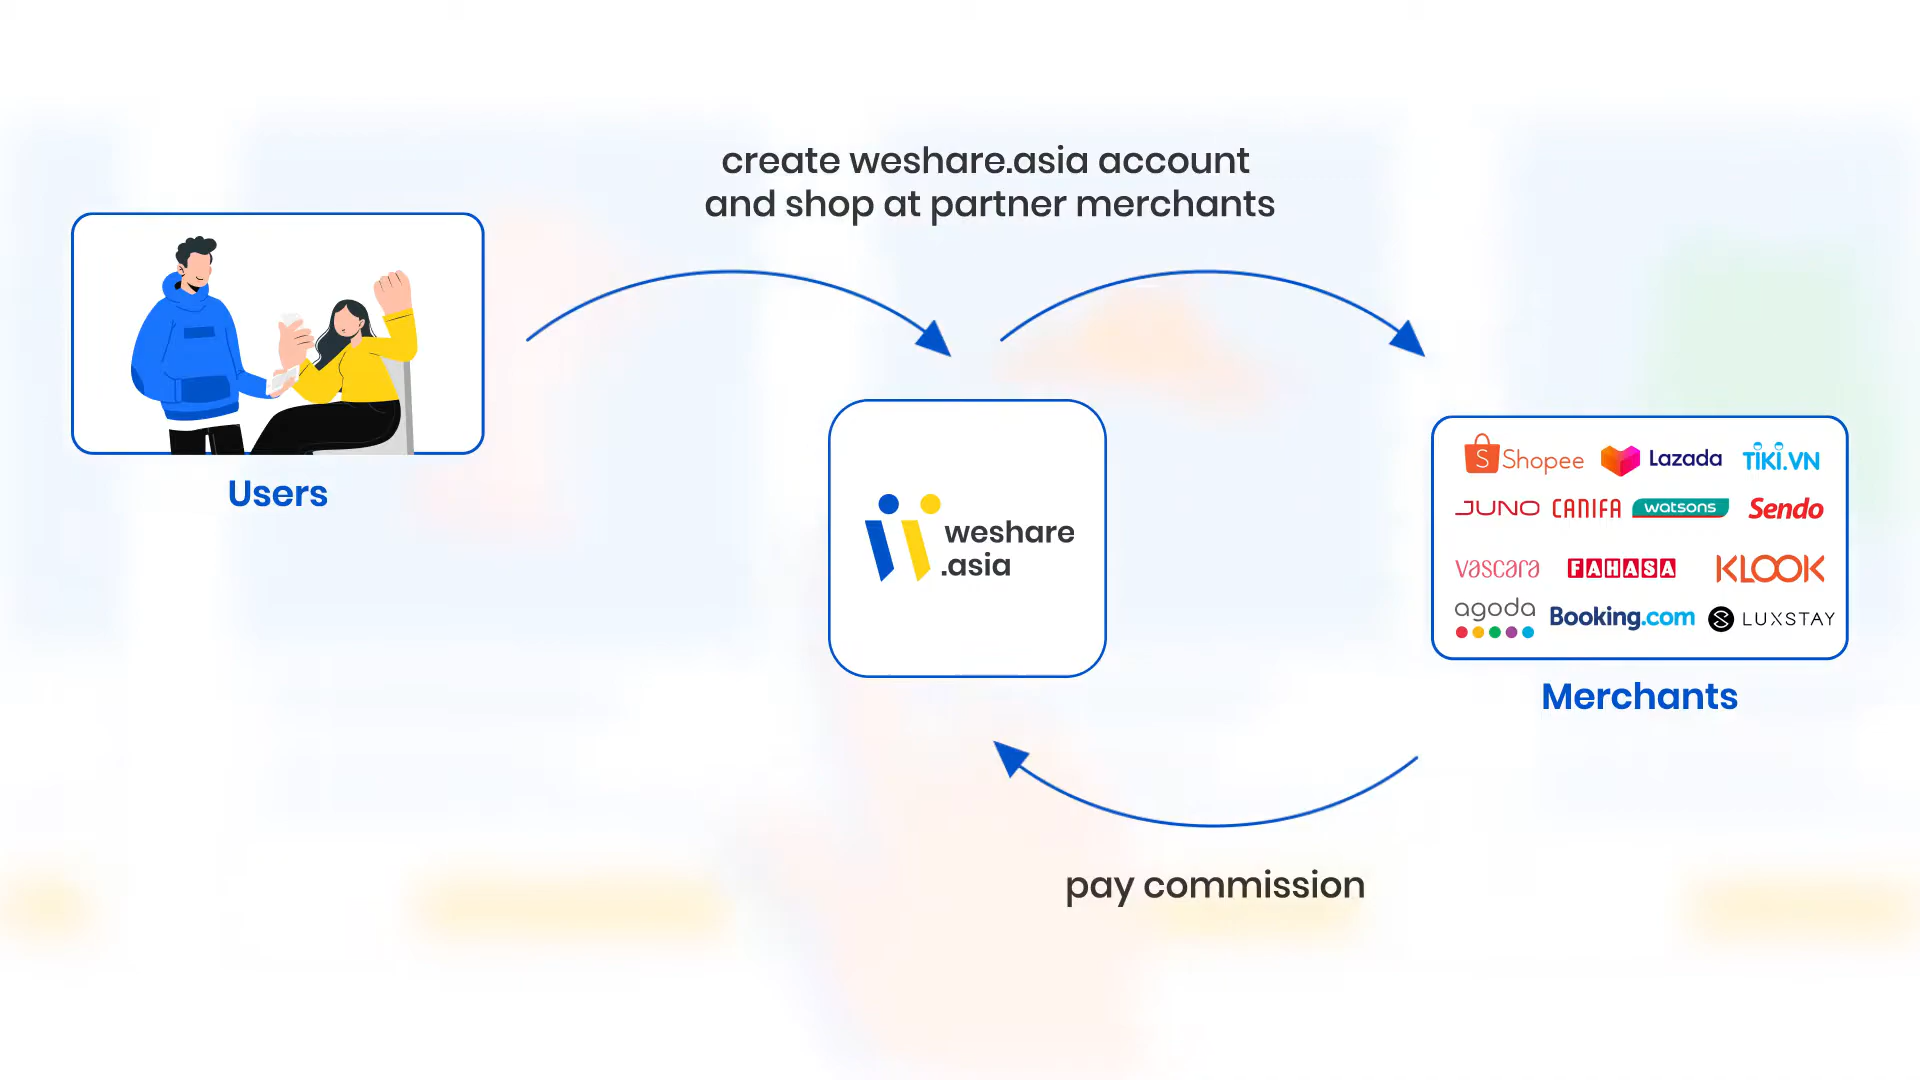 create weshare.asia account
and shop at partner merchants
Users
weshare
.asia
S Shopee Lazada TiKi.VN
JUNO CANIFA watsons Sendo
VASCARA FAHASA KLOOK
agoda Booking.com LUXSTAY
Merchants
pay commission